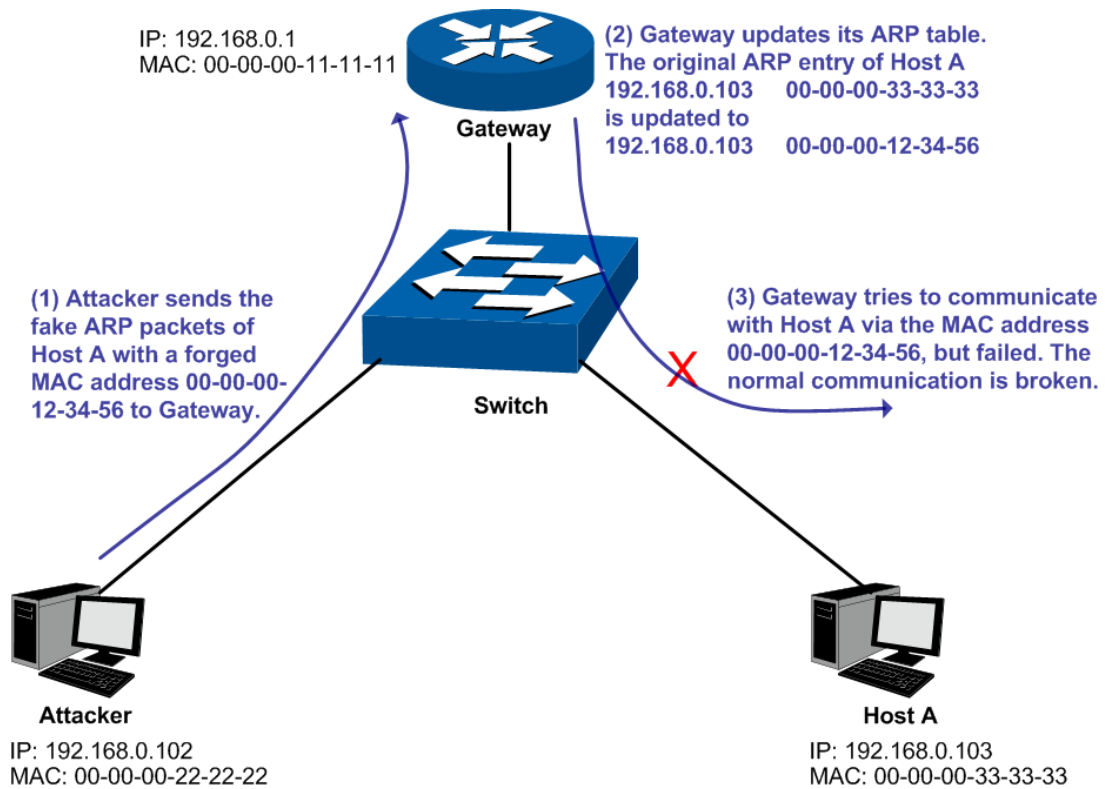 IP: 192.168.0.1
MAC: 00-00-00-11-11-11
Gateway
(2) Gateway updates its ARP table.
The original ARP entry of Host A
192.168.0.103 00-00-00-33-33-33
is updated to
192.168.0.103 00-00-00-12-34-56
(1) Attacker sends the
fake ARP packets of
Host A with a forged
MAC address 00-00-00-
12-34-56 to Gateway.
Switch
(3) Gateway tries to communicate
with Host A via the MAC address
00-00-00-12-34-56, but failed. The
normal communication is broken.
X
Attacker
IP: 192.168.0.102
MAC: 00-00-00-22-22-22
Host A
IP: 192.168.0.103
MAC: 00-00-00-33-33-33